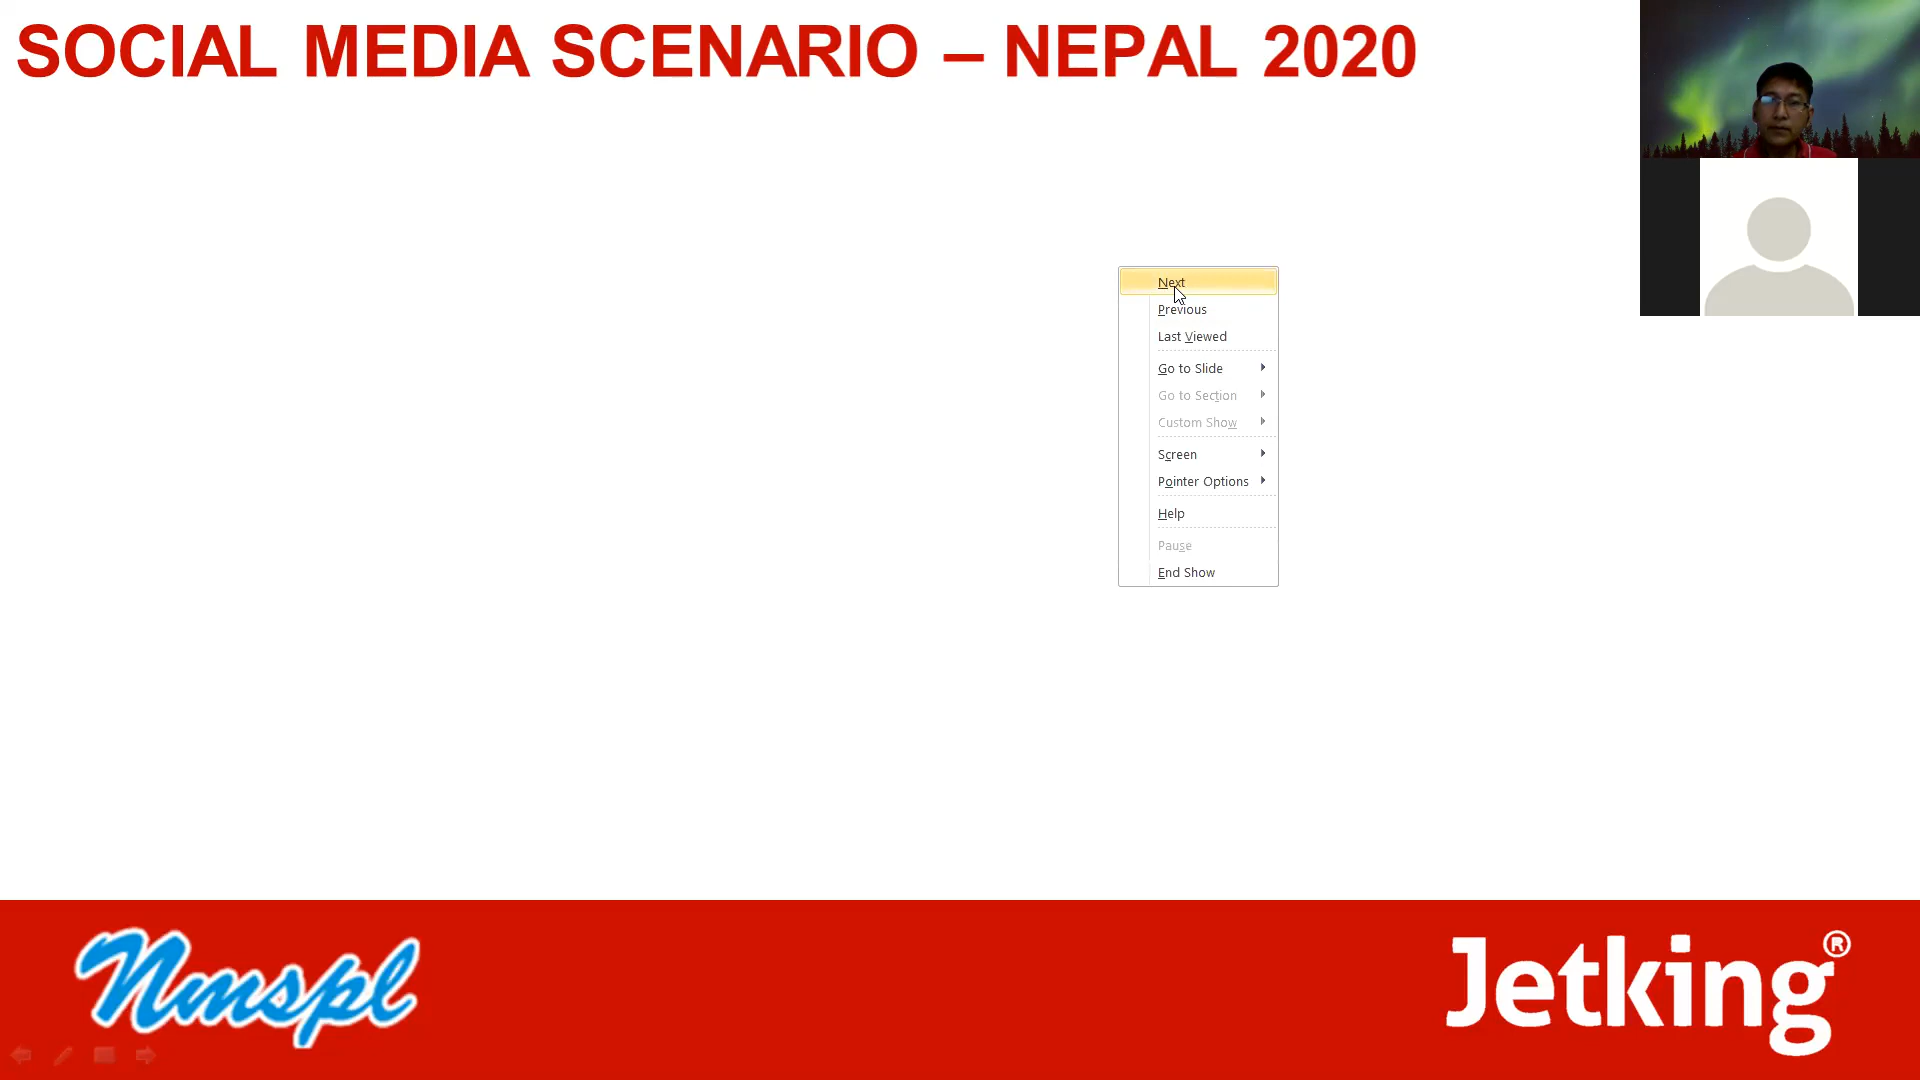 SOCIAL MEDIA SCENARIO – NEPAL 2020
Next
Previous
Last Viewed
Go to Slide
Go to Section
Custom Show
Screen
Pointer Options
Help
Pause
End Show
Nmspl
Jetking®